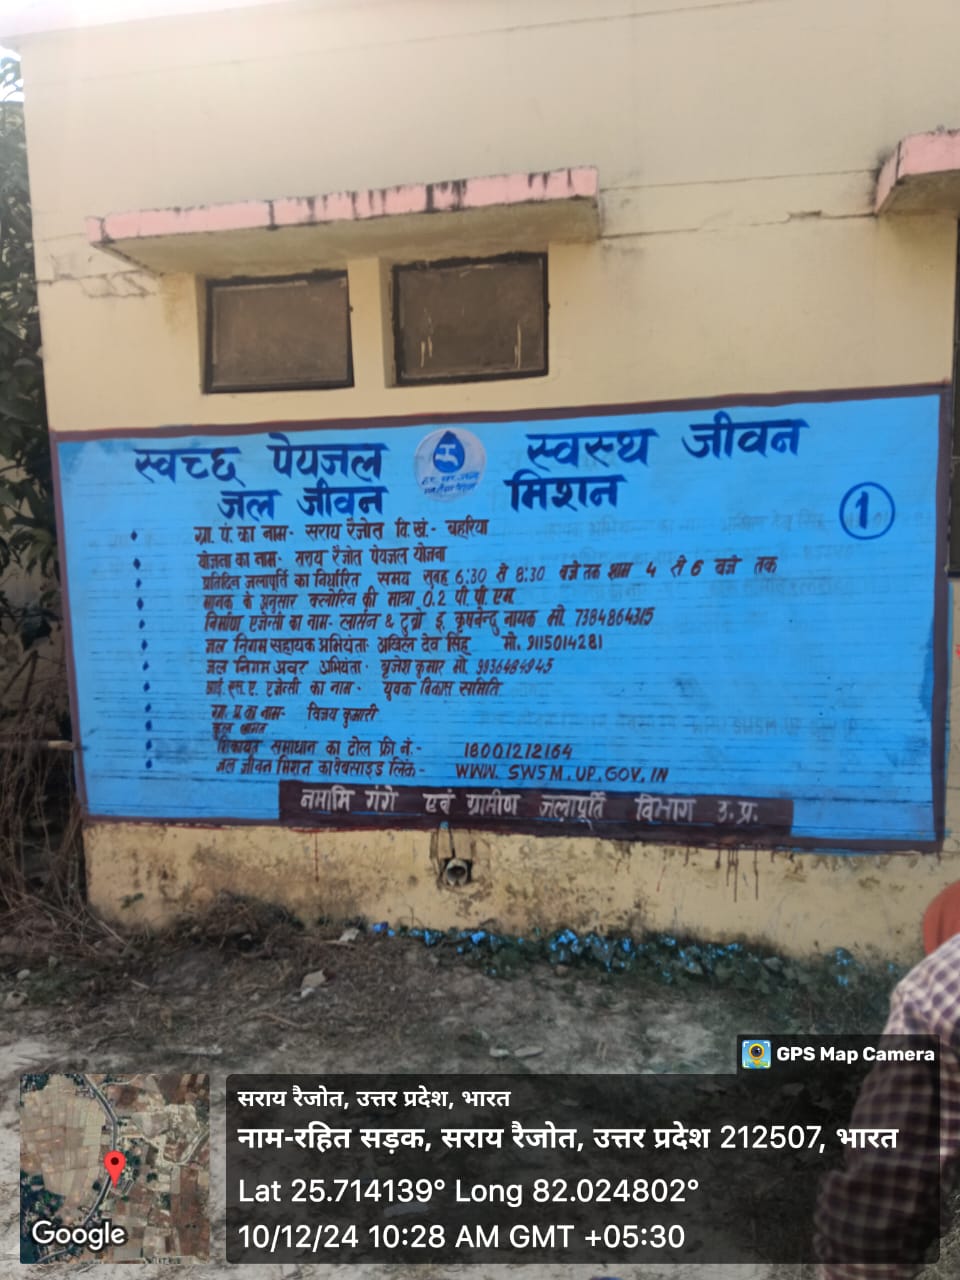 स्वच्छ पेयजल स्वस्थ जीवन
जल जीवन मिशन
1
ग्रा. पं. का नाम- सराय रैजोत वि. खं.- बहरिया
योजना का नाम- सराय रैजोत पेयजल योजना
प्रतिदिन जलापूर्ति का निर्धारित समय सुबह 6:30 से 8:30 बजे तक शाम 4 से 6 बजे तक
मानक के अनुसार क्लोरिन की मात्रा 0.2 पी. पी. एम.
निर्माण एजेन्सी का नाम- लार्सन & टुब्रो इ. कृषवेन्दु नायक मो. 7384864315
जल निगम सहायक अभियंता- अखिल देव सिंह मो. 9115014281
जल निगम अवर अभियंता- बृजेश कुमार मो. 9936484945
आई. एस. ए. एजेन्सी का नाम- युवक विकास समिति
ग्रा. प्र. का नाम- विजय कुमारी
कुल लागत
शिकायत समाधान का टोल फ्री नं.- 18001212164
जल जीवन मिशन का वेबसाइड लिंक- WWW.SWSM.UP.GOV.IN
नमामि गंगे एवं ग्रामीण जलापूर्ति विभाग उ. प्र.
GPS Map Camera
सराय रैजोत, उत्तर प्रदेश, भारत
नाम-रहित सड़क, सराय रैजोत, उत्तर प्रदेश 212507, भारत
Lat 25.714139° Long 82.024802°
10/12/24 10:28 AM GMT +05:30
Google